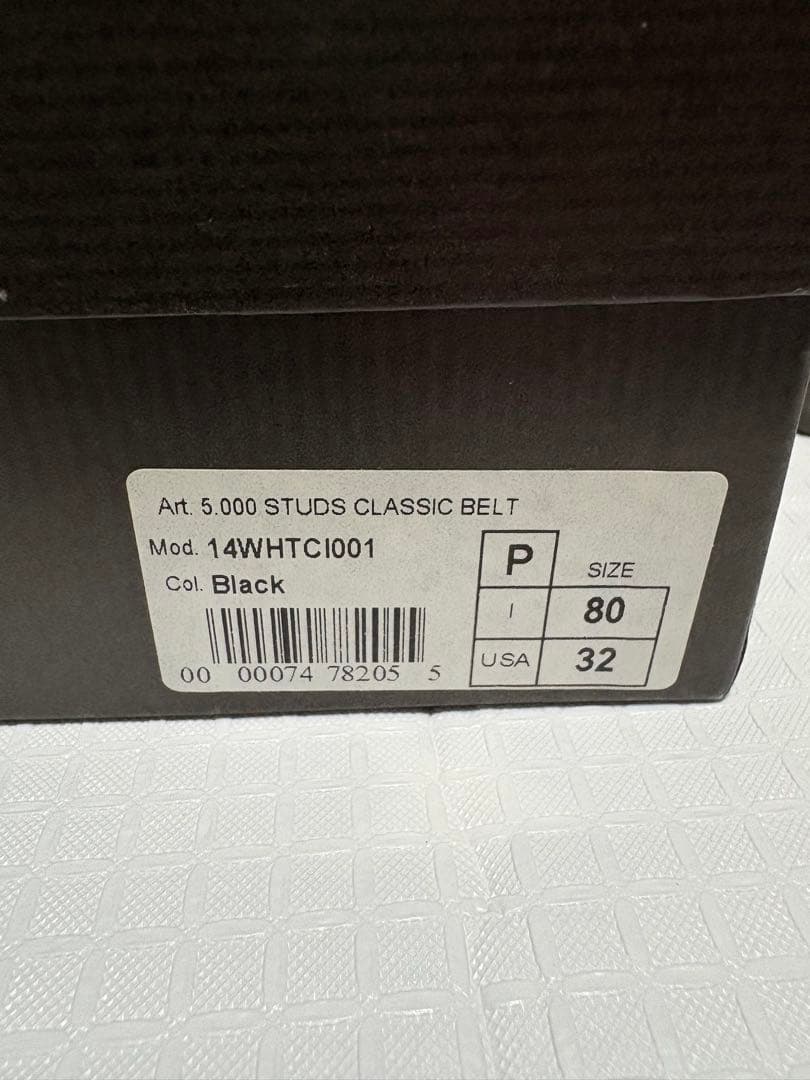 Art. 5.000 STUDS CLASSIC BELT
Mod. 14WHTCI001
Col. Black
00 00074 78205 5
P SIZE
I 80
USA 32